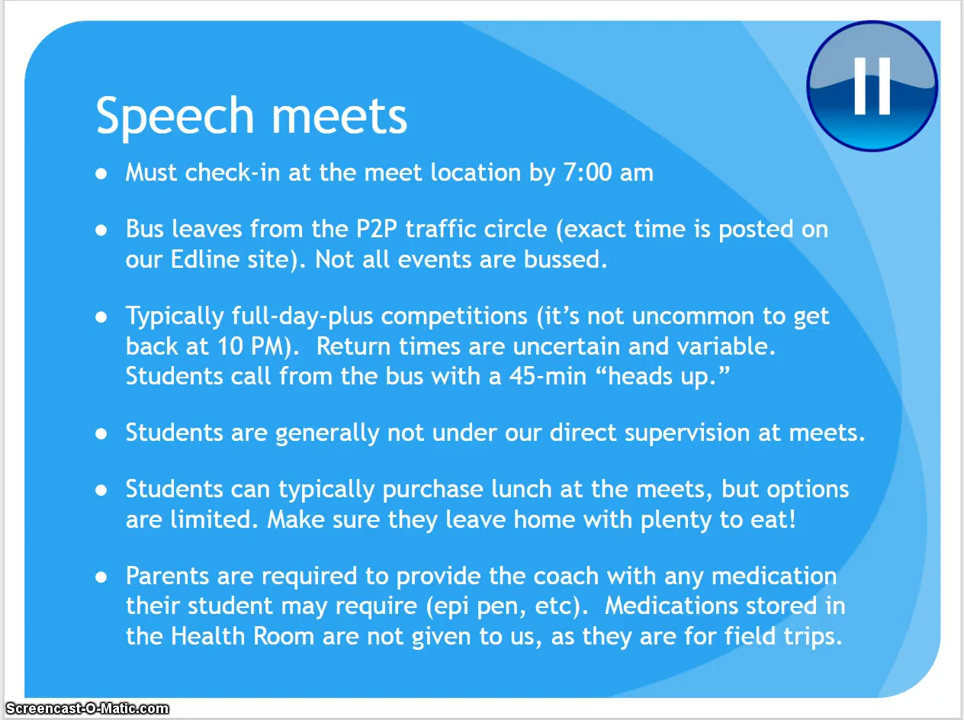 Speech meets
● Must check-in at the meet location by 7:00 am
● Bus leaves from the P2P traffic circle (exact time is posted on
our Edline site). Not all events are bussed.
● Typically full-day-plus competitions (it’s not uncommon to get
back at 10 PM).  Return times are uncertain and variable.
Students call from the bus with a 45-min “heads up.”
● Students are generally not under our direct supervision at meets.
● Students can typically purchase lunch at the meets, but options
are limited. Make sure they leave home with plenty to eat!
● Parents are required to provide the coach with any medication
their student may require (epi pen, etc).  Medications stored in
the Health Room are not given to us, as they are for field trips.
Screencast-O-Matic.com